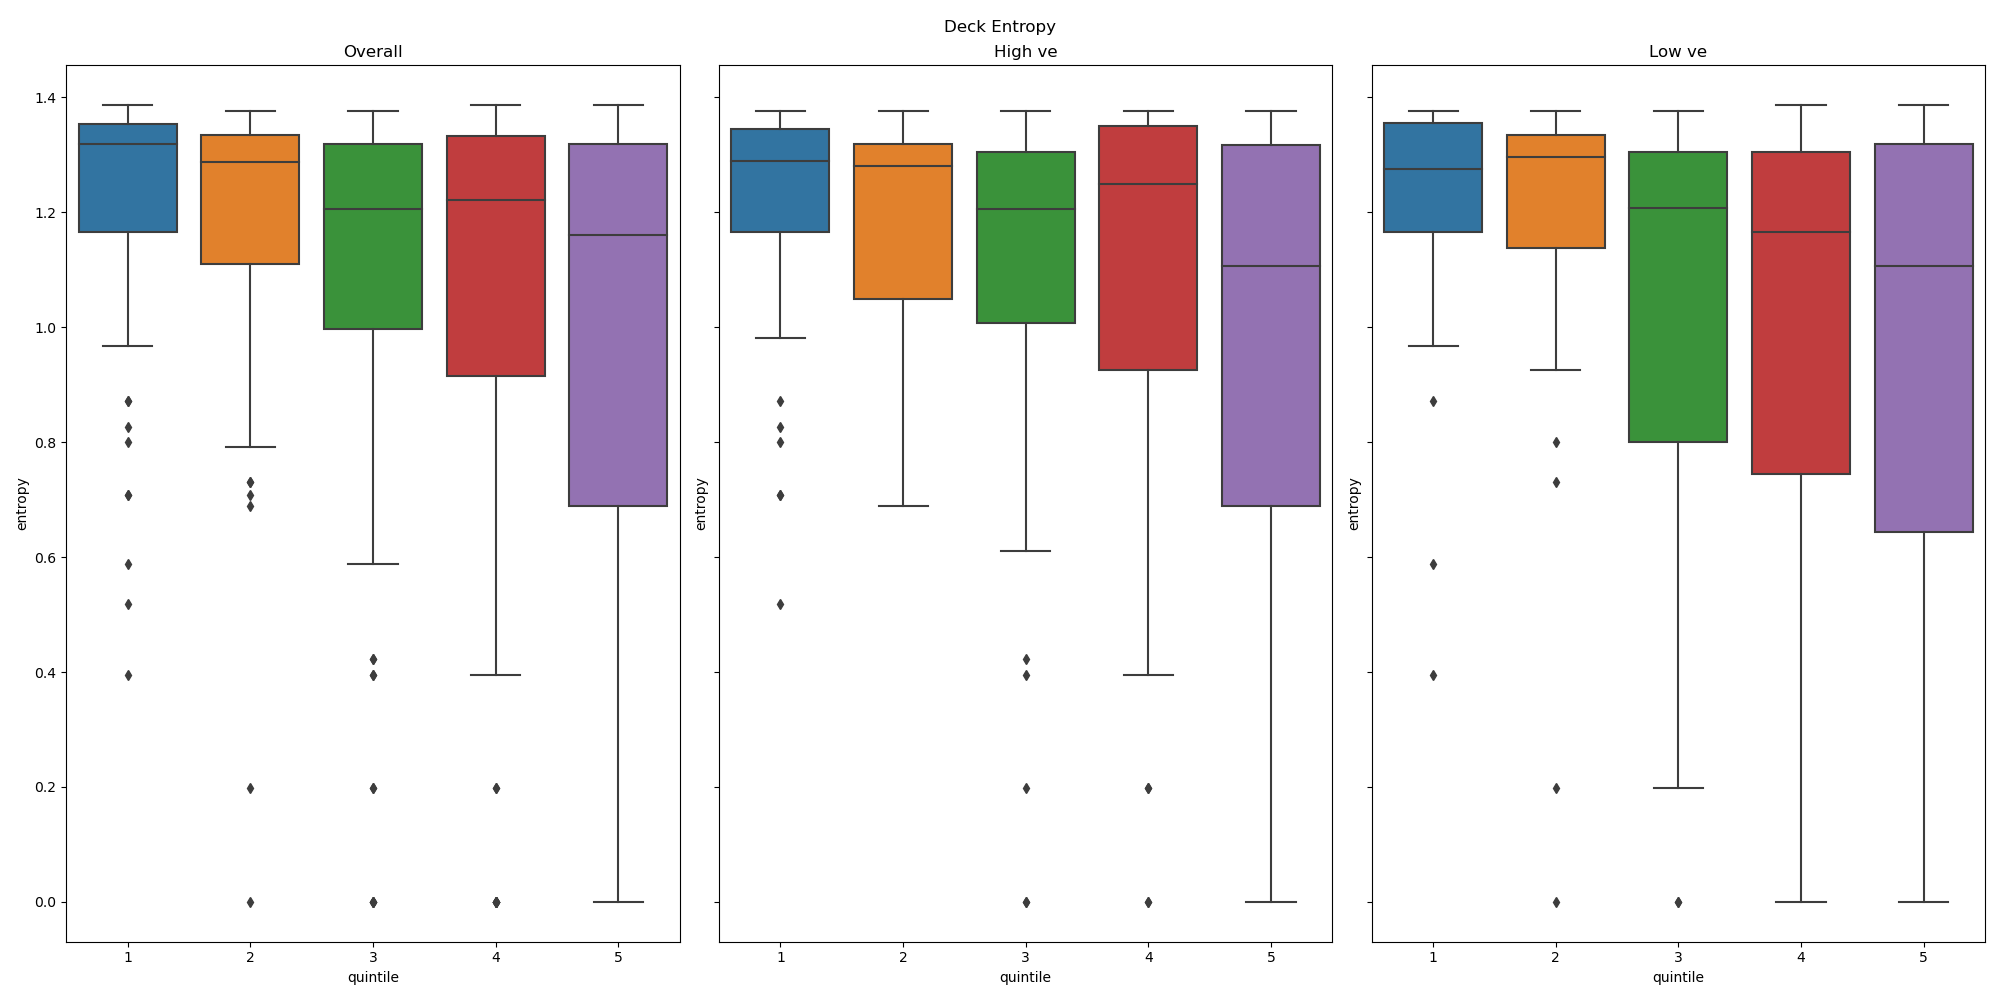 Deck Entropy
Overall
High ve
Low ve
1.4
1.2
1.0
0.8
0.6
0.4
0.2
0.0
entropy
entropy
entropy
1 2 3 4 5
1 2 3 4 5
1 2 3 4 5
quintile
quintile
quintile